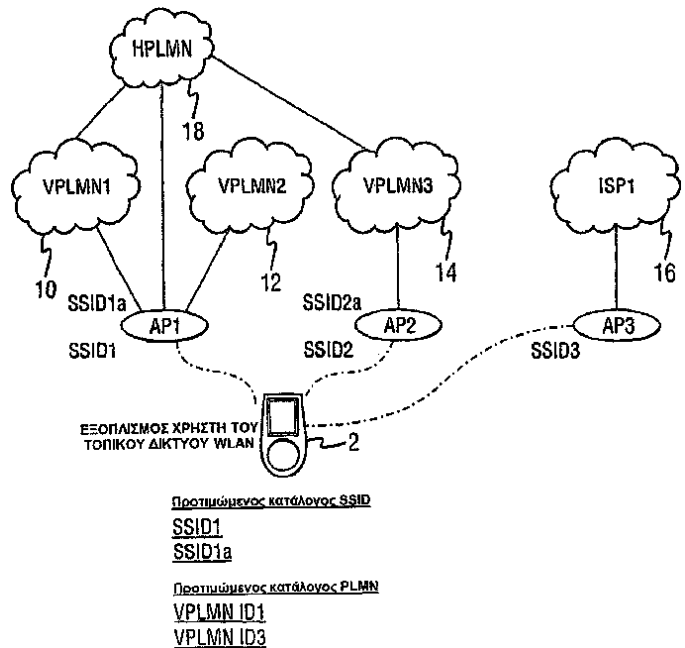 HPLMN
18
VPLMN1
VPLMN2
VPLMN3
ISP1
10
12
14
16
SSID1a
SSID2a
AP1
AP2
AP3
SSID1
SSID2
SSID3
ΕΞΟΠΛΙΣΜΟΣ ΧΡΗΣΤΗ ΤΟΥ
ΤΟΠΙΚΟΥ ΔΙΚΤΥΟΥ WLAN
2
Προτιμώμενος κατάλογος SSID
SSID1
SSID1a
Προτιμώμενος κατάλογος PLMN
VPLMN ID1
VPLMN ID3